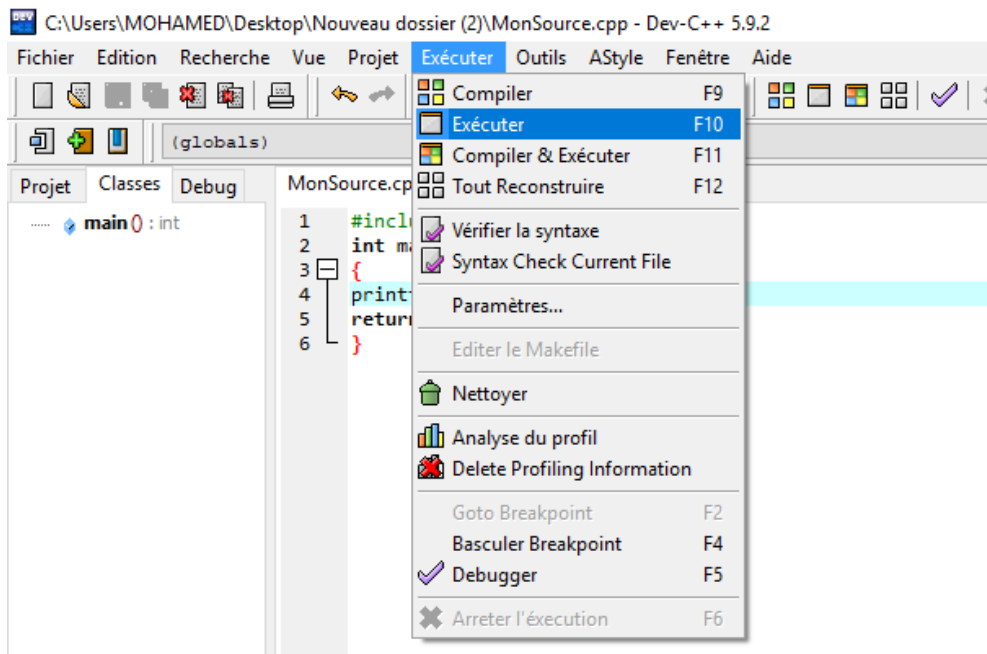 C:\Users\MOHAMED\Desktop\Nouveau dossier (2)\MonSource.cpp - Dev-C++ 5.9.2
Fichier Edition Recherche Vue Projet Exécuter Outils AStyle Fenêtre Aide
(globals)
Projet Classes Debug
main () : int
MonSource.cp
1 #inclu
2 int ma
3 {
4 print
5 return
6 }
Compiler F9
Exécuter F10
Compiler & Exécuter F11
Tout Reconstruire F12
Vérifier la syntaxe
Syntax Check Current File
Paramètres...
Editer le Makefile
Nettoyer
Analyse du profil
Delete Profiling Information
Goto Breakpoint F2
Basculer Breakpoint F4
Debugger F5
Arreter l'éxecution F6